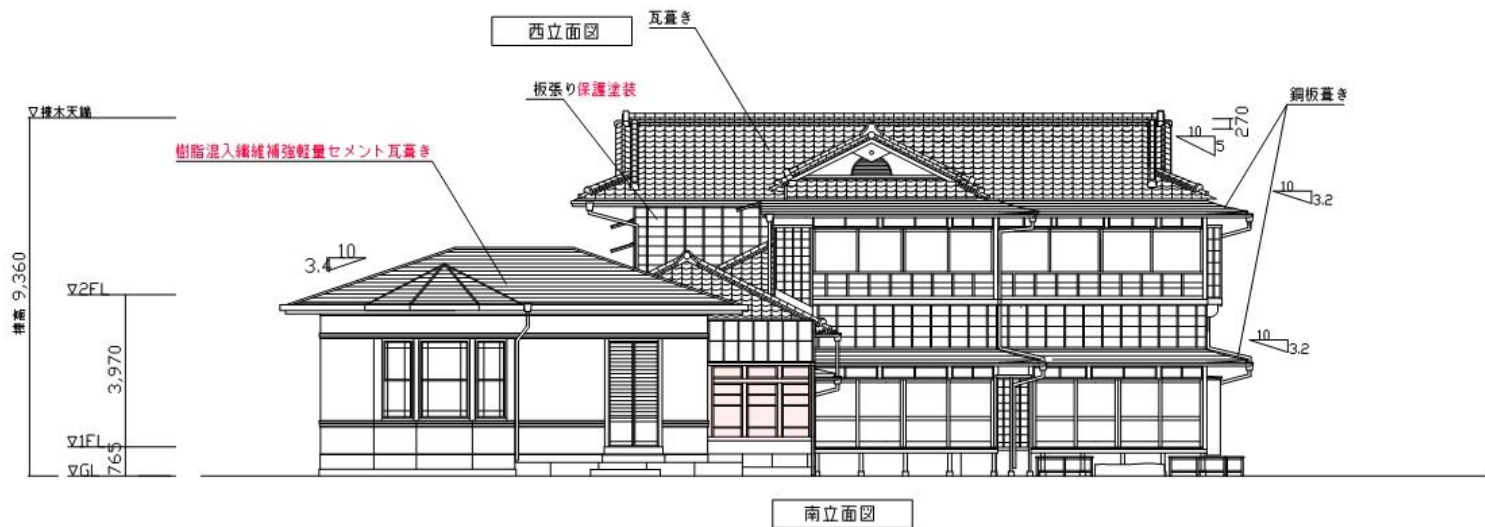 西立面図
瓦葺き
板張り保護塗装
銅板葺き
▽棟木天端
樹脂混入繊維補強軽量セメント瓦葺き
10
5
270
10
3.2
10
3.4
▽2FL
棟高 9,360
3,970
10
3.2
▽1FL
765
▽GL
南立面図